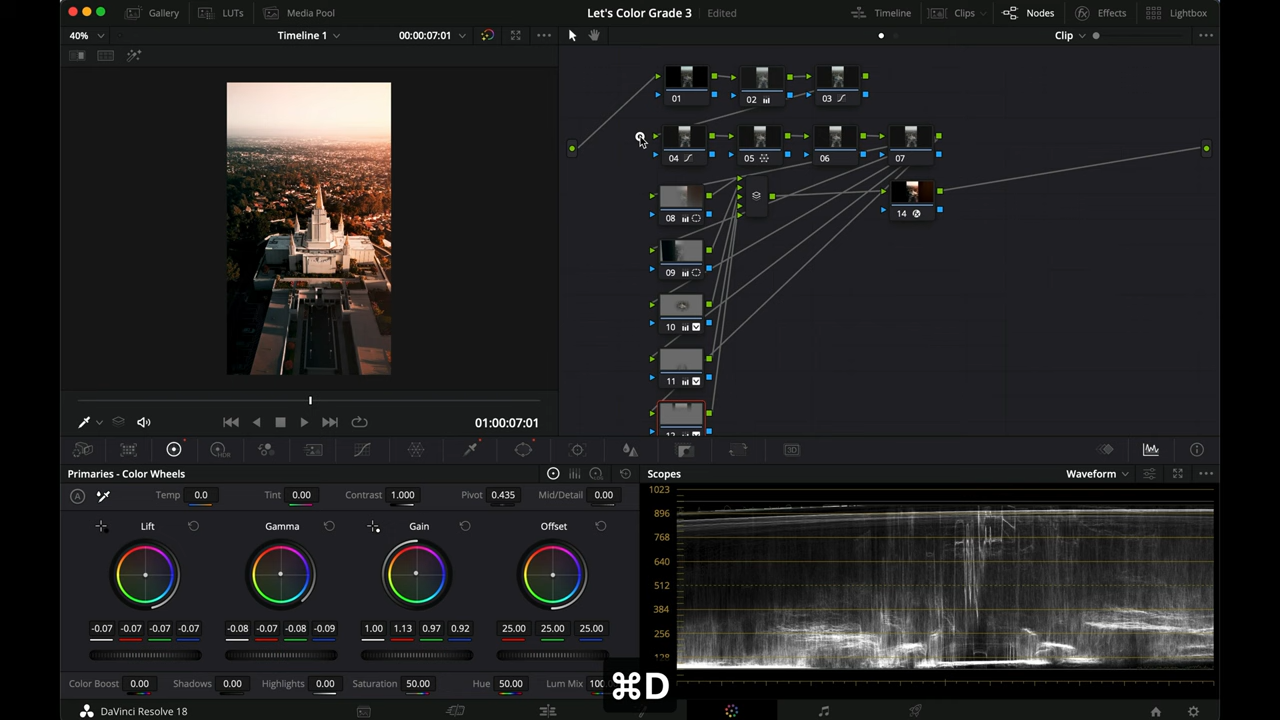 Gallery LUTs Media Pool Let's Color Grade 3 Edited Timeline Clips Nodes Effects Lightbox
40% Timeline 1 00:00:07:01 Clip
01 02 03
04 05 06 07
08 14
09
10
11
01:00:07:01
Primaries - Color Wheels Scopes Waveform
A Temp 0.0 Tint 0.00 Contrast 1.000 Pivot 0.435 Mid/Detail 0.00
Lift Gamma Gain Offset
-0.07 -0.07 -0.07 -0.07 -0.08 -0.07 -0.08 -0.09 1.00 1.13 0.97 0.92 25.00 25.00 25.00
Color Boost 0.00 Shadows 0.00 Highlights 0.00 Saturation 50.00 Hue 50.00 Lum Mix
1023
896
768
640
512
384
256
128
⌘D
DaVinci Resolve 18